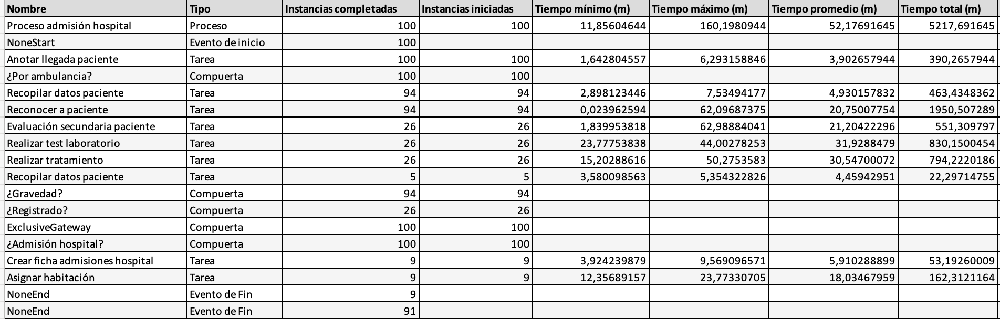 Nombre Tipo Instancias completadas Instancias iniciadas Tiempo mínimo (m) Tiempo máximo (m) Tiempo promedio (m) Tiempo total (m)
Proceso admisión hospital Proceso 100 100 11,85604644 160,1980944 52,17691645 5217,691645
NoneStart Evento de inicio 100
Anotar llegada paciente Tarea 100 100 1,642804557 6,293158846 3,902657944 390,2657944
¿Por ambulancia? Compuerta 100 100
Recopilar datos paciente Tarea 94 94 2,898123446 7,53494177 4,930157832 463,4348362
Reconocer a paciente Tarea 94 94 0,023962594 62,09687375 20,75007754 1950,507289
Evaluación secundaria paciente Tarea 26 26 1,839953818 62,98884041 21,20422296 551,309797
Realizar test laboratorio Tarea 26 26 23,77753838 44,00278253 31,9288479 830,1500454
Realizar tratamiento Tarea 26 26 15,20288616 50,2753583 30,54700072 794,2220186
Recopilar datos paciente Tarea 5 5 3,580098563 5,354322826 4,45942951 22,29714755
¿Gravedad? Compuerta 94 94
¿Registrado? Compuerta 26 26
ExclusiveGateway Compuerta 100 100
¿Admisión hospital? Compuerta 100 100
Crear ficha admisiones hospital Tarea 9 9 3,924239879 9,569096571 5,910288899 53,19260009
Asignar habitación Tarea 9 9 12,35689157 23,77330705 18,03467959 162,3121164
NoneEnd Evento de Fin 9
NoneEnd Evento de Fin 91